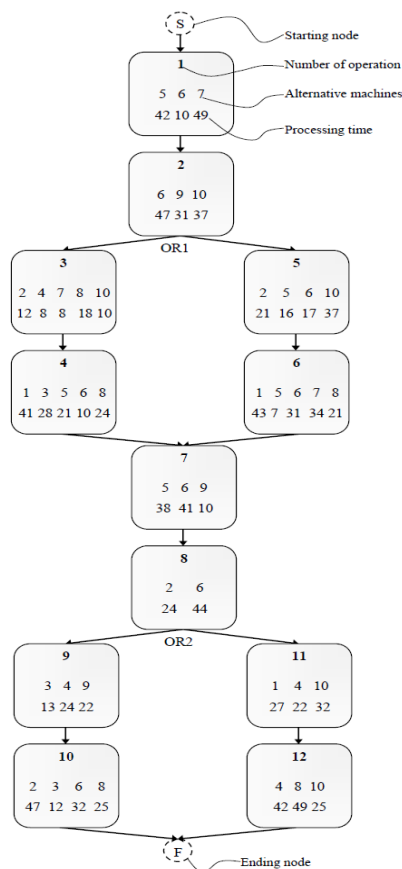 S
Starting node
1
Number of operation
5 6 7
Alternative machines
42 10 49
Processing time
2
6 9 10
47 31 37
OR1
3
2 4 7 8 10
12 8 8 18 10
5
2 5 6 10
21 16 17 37
4
1 3 5 6 8
41 28 21 10 24
6
1 5 6 7 8
43 7 31 34 21
7
5 6 9
38 41 10
8
2 6
24 44
OR2
9
3 4 9
13 24 22
11
1 4 10
27 22 32
10
2 3 6 8
47 12 32 25
12
4 8 10
42 49 25
F
Ending node